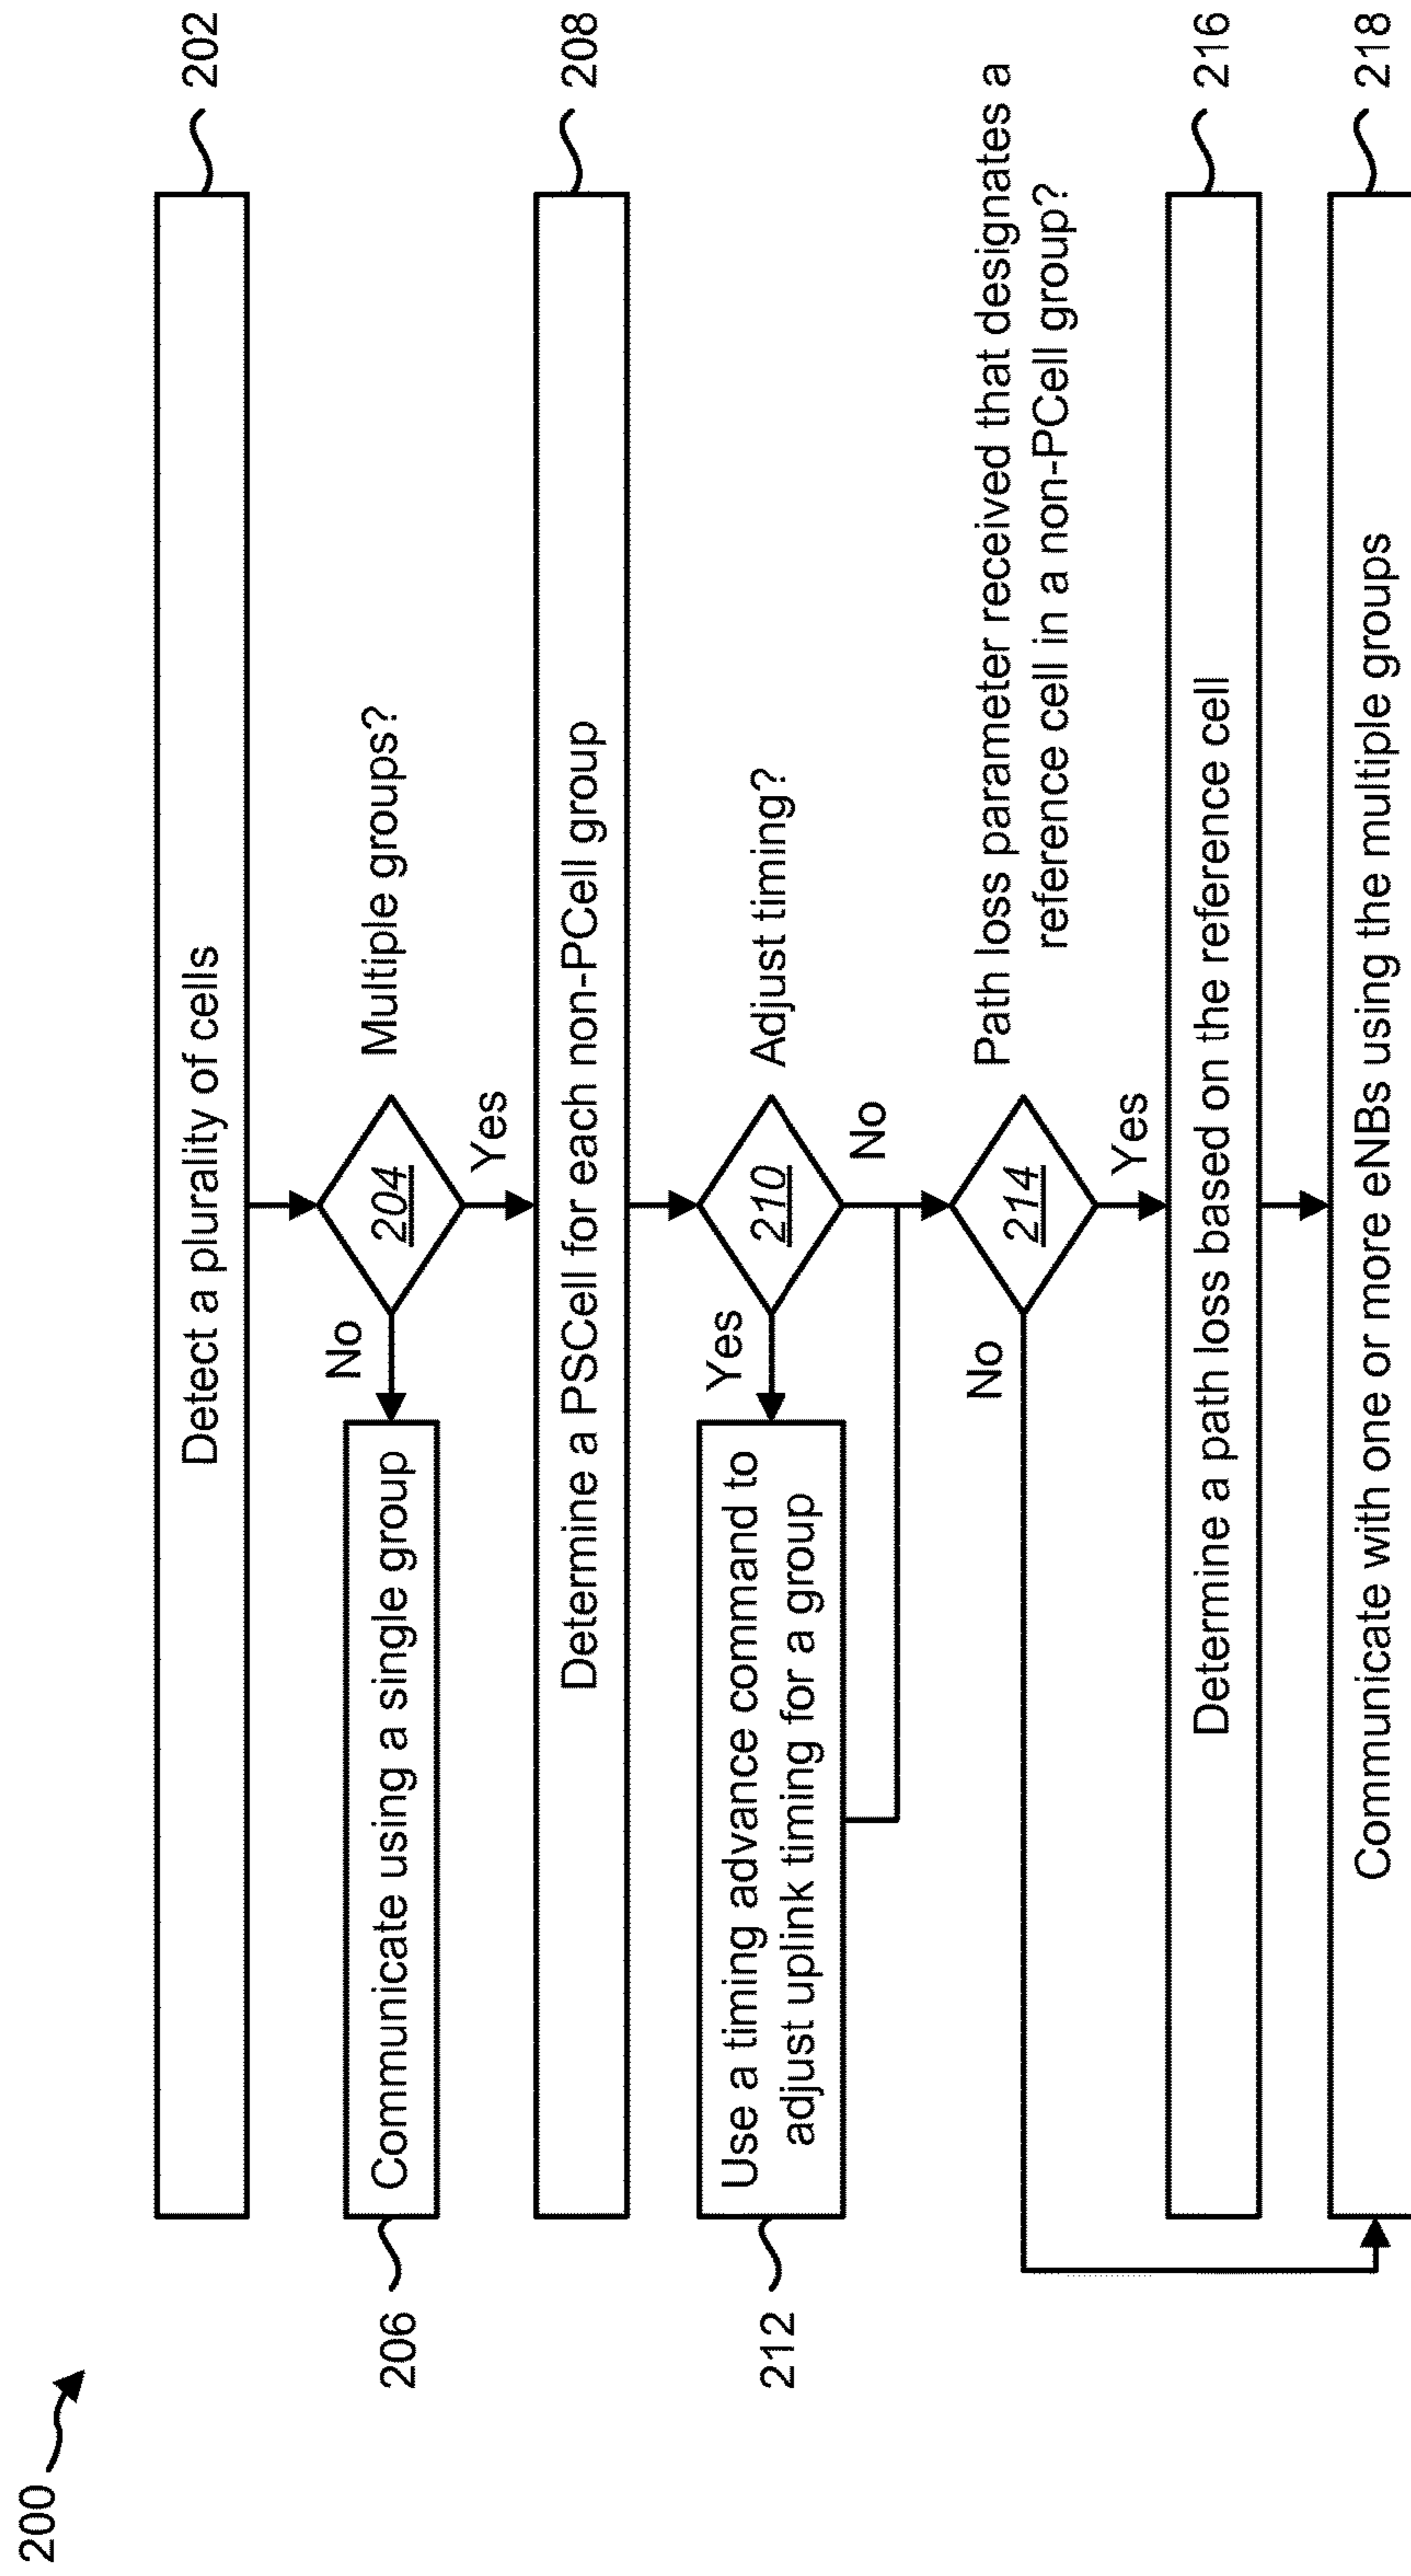 200
Detect a plurality of cells
202
204
Multiple groups?
No
Yes
Communicate using a single group
206
Determine a PSCell for each non-PCell group
208
210
Adjust timing?
Yes
No
Use a timing advance command to
adjust uplink timing for a group
212
214
Path loss parameter received that designates a
reference cell in a non-PCell group?
No
Yes
Determine a path loss based on the reference cell
216
Communicate with one or more eNBs using the multiple groups
218